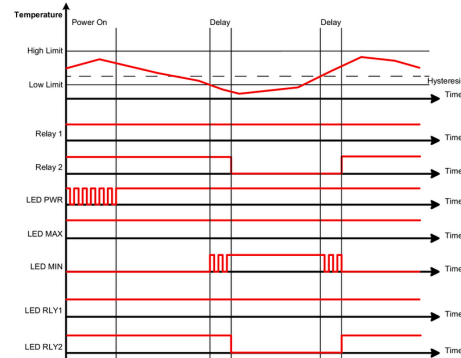 Temperature
Power On
Delay
Delay
High Limit
Low Limit
Hysteresi
Time
Relay 1
Time
Relay 2
Time
LED PWR
Time
LED MAX
Time
LED MIN
Time
LED RLY1
Time
LED RLY2
Time